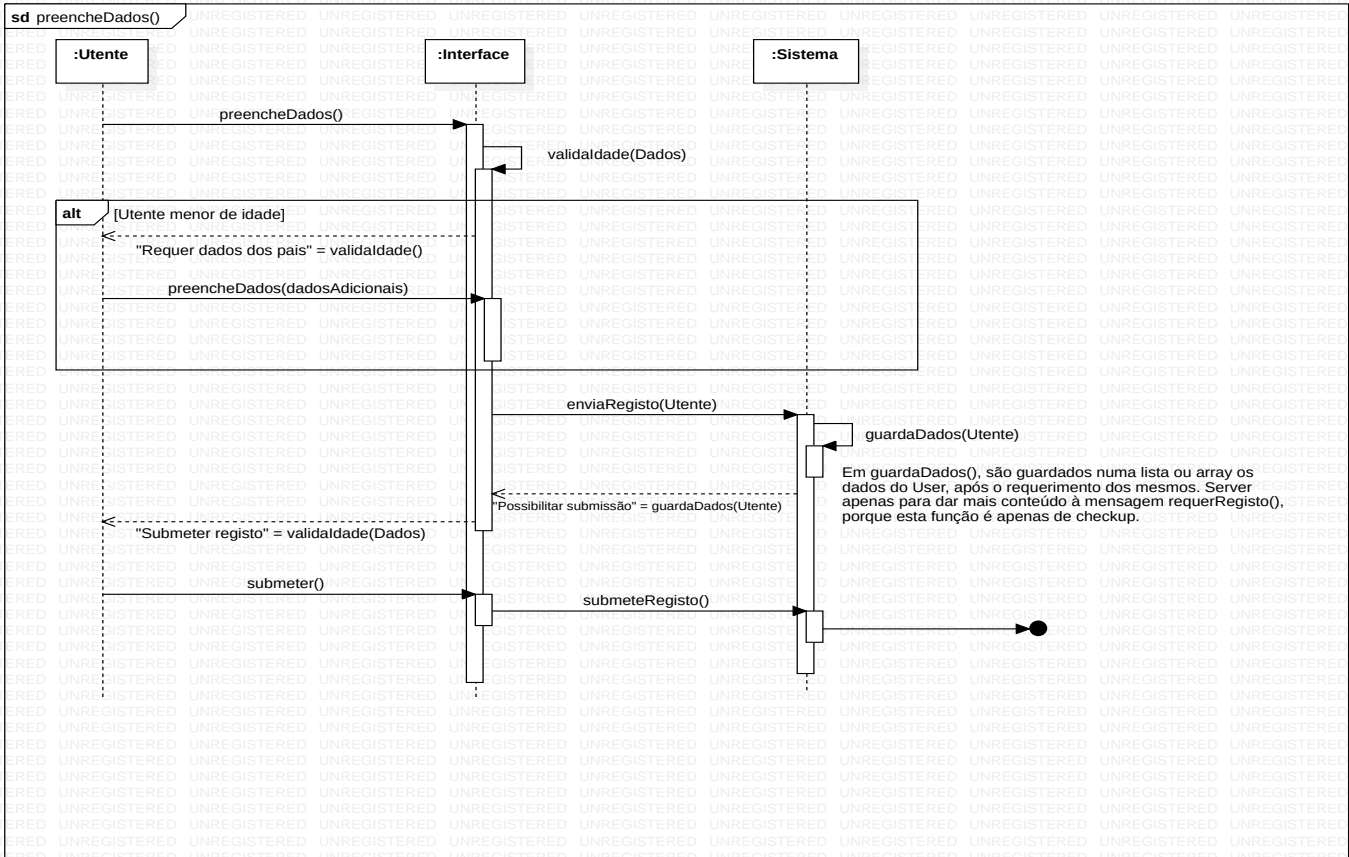 sd preencheDados()
:Utente
:Interface
:Sistema
preencheDados()
validaIdade(Dados)
alt
[Utente menor de idade]
"Requer dados dos pais" = validaIdade()
preencheDados(dadosAdicionais)
enviaRegisto(Utente)
guardaDados(Utente)
Em guardaDados(), são guardados numa lista ou array os
dados do User, após o requerimento dos mesmos. Server
apenas para dar mais conteúdo à mensagem requerRegisto(),
porque esta função é apenas de checkup.
"Possibilitar submissão" = guardaDados(Utente)
"Submeter registo" = validaIdade(Dados)
submeter()
submeteRegisto()
UNREGISTERED